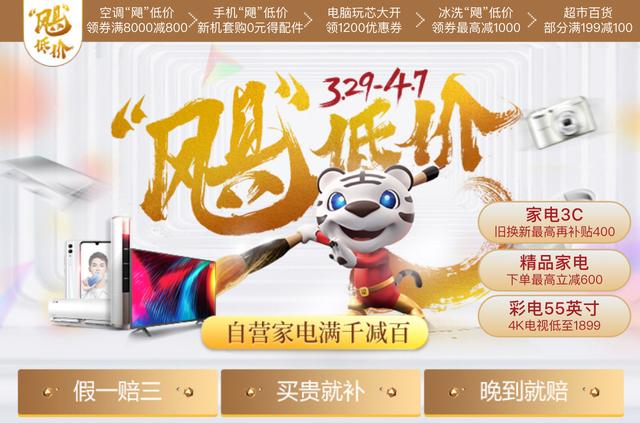 “飓”
低价
空调“飓”低价
领券满8000减800
手机“飓”低价
新机套购0元得配件
电脑玩芯大开
领1200优惠券
冰洗“飓”低价
领券最高减1000
超市百货
部分满199减100
3.29-4.7
“飓”低价
家电3C
旧换新最高再补贴400
精品家电
下单最高立减600
彩电55英寸
4K电视低至1899
自营家电满千减百
假一赔三
买贵就补
晚到就赔